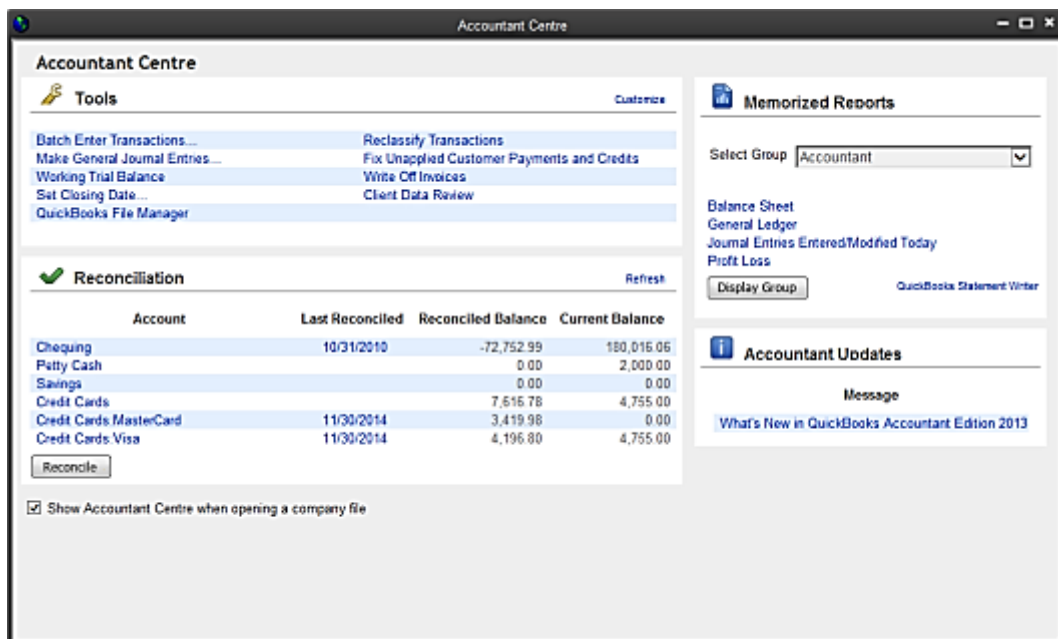 Accountant Centre
Accountant Centre
Tools
Customize
Batch Enter Transactions...
Make General Journal Entries...
Working Trial Balance
Set Closing Date...
QuickBooks File Manager
Reclassify Transactions
Fix Unapplied Customer Payments and Credits
Write Off Invoices
Client Data Review
Reconciliation
Refresh
Account Last Reconciled Reconciled Balance Current Balance
Chequing 10/31/2010 -72,752.99 180,016.06
Petty Cash 0.00 2,000.00
Savings 0.00 0.00
Credit Cards 7,616.78 4,755.00
Credit Cards:MasterCard 11/30/2014 3,419.98 0.00
Credit Cards:Visa 11/30/2014 4,196.80 4,755.00
Reconcile
Show Accountant Centre when opening a company file
Memorized Reports
Select Group Accountant
Balance Sheet
General Ledger
Journal Entries Entered/Modified Today
Profit Loss
Display Group
QuickBooks Statement Writer
Accountant Updates
Message
What's New in QuickBooks Accountant Edition 2013